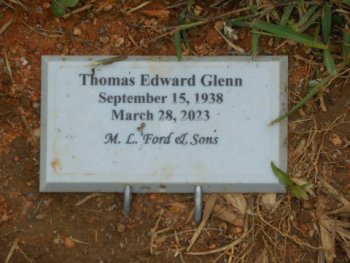 Thomas Edward Glenn
September 15, 1938
March 28, 2023
M. L. Ford & Sons